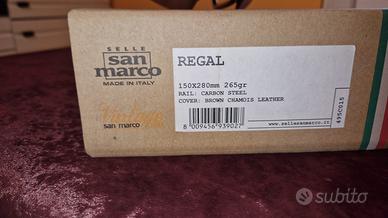 SELLE
san
marco
MADE IN ITALY
san marco
REGAL
150X280mm 265gr
RAIL: CARBON STEEL
COVER: BROWN CHAMOIS LEATHER
8 009456 939027
www.sellesanmarco.it
495C015
subito